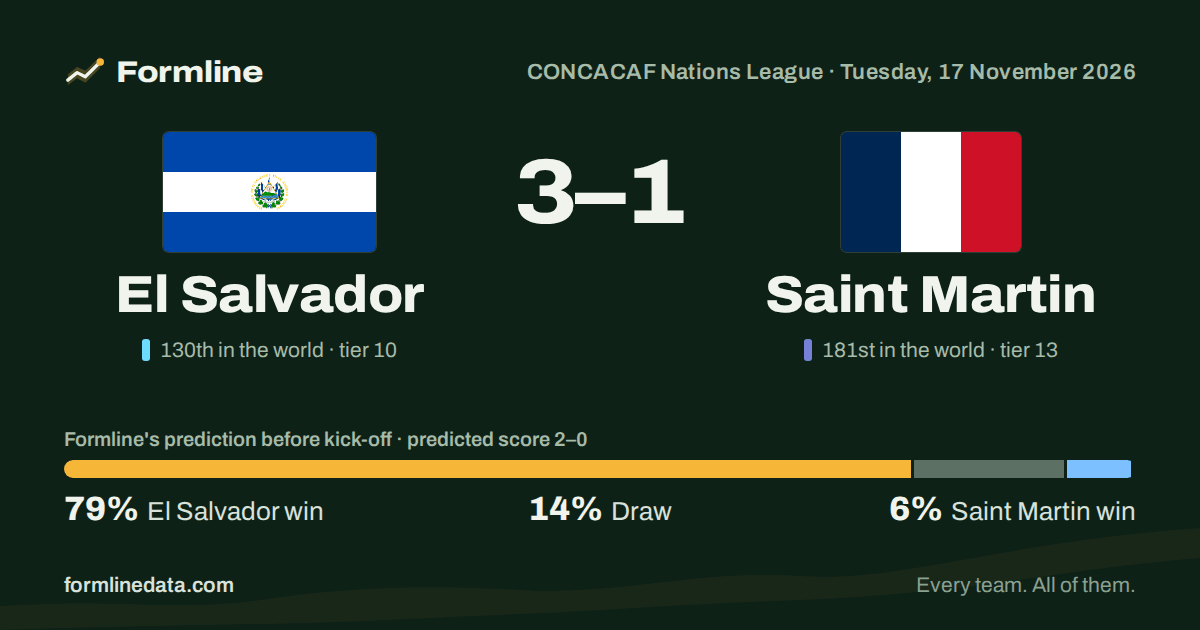 Formline
CONCACAF Nations League · Tuesday, 17 November 2026
3–1
El Salvador
Saint Martin
130th in the world · tier 10
181st in the world · tier 13
Formline's prediction before kick-off · predicted score 2–0
79% El Salvador win
14% Draw
6% Saint Martin win
formlinedata.com
Every team. All of them.